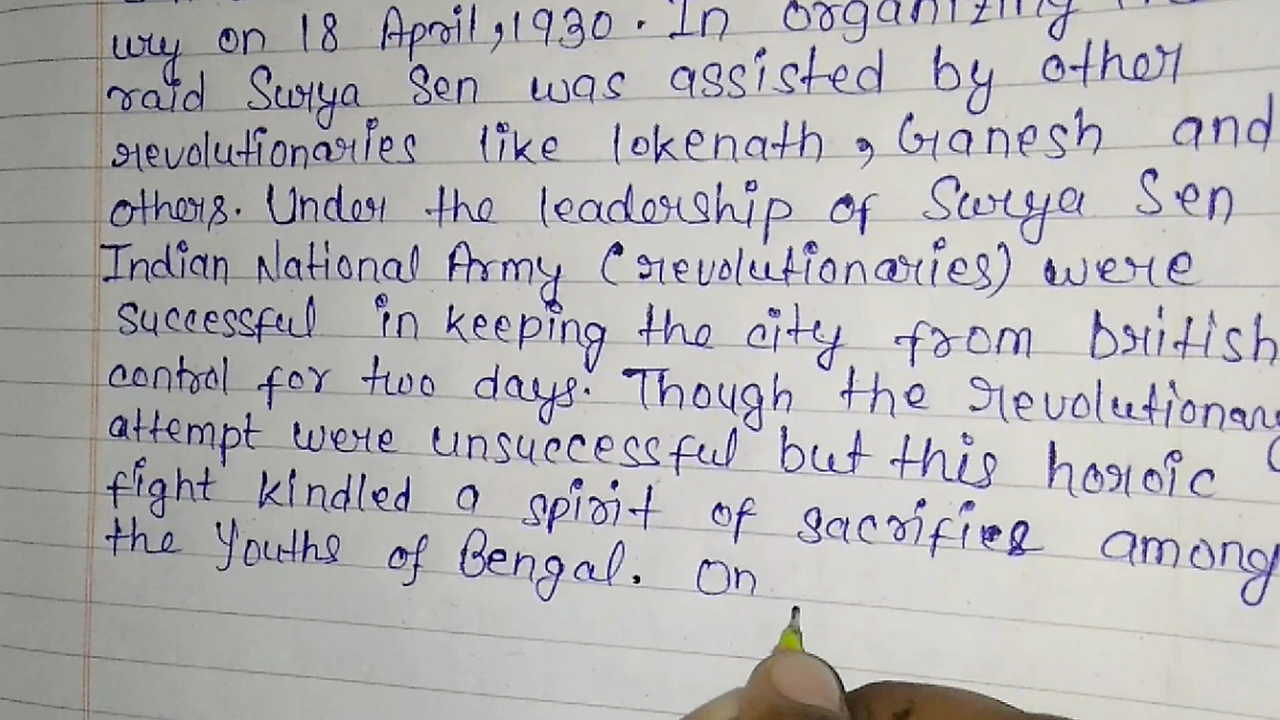 ury on 18 April, 1930. In organizing
raid Surya Sen was assisted by other
revolutionaries like lokenath, Ganesh and
others. Under the leadership of Surya Sen
Indian National Army (revolutionaries) were
successful in keeping the city from british
control for two days. Though the revolutionary
attempt were unsuccessful but this heroic
fight kindled a spirit of sacrifies among
the Youths of Bengal. On